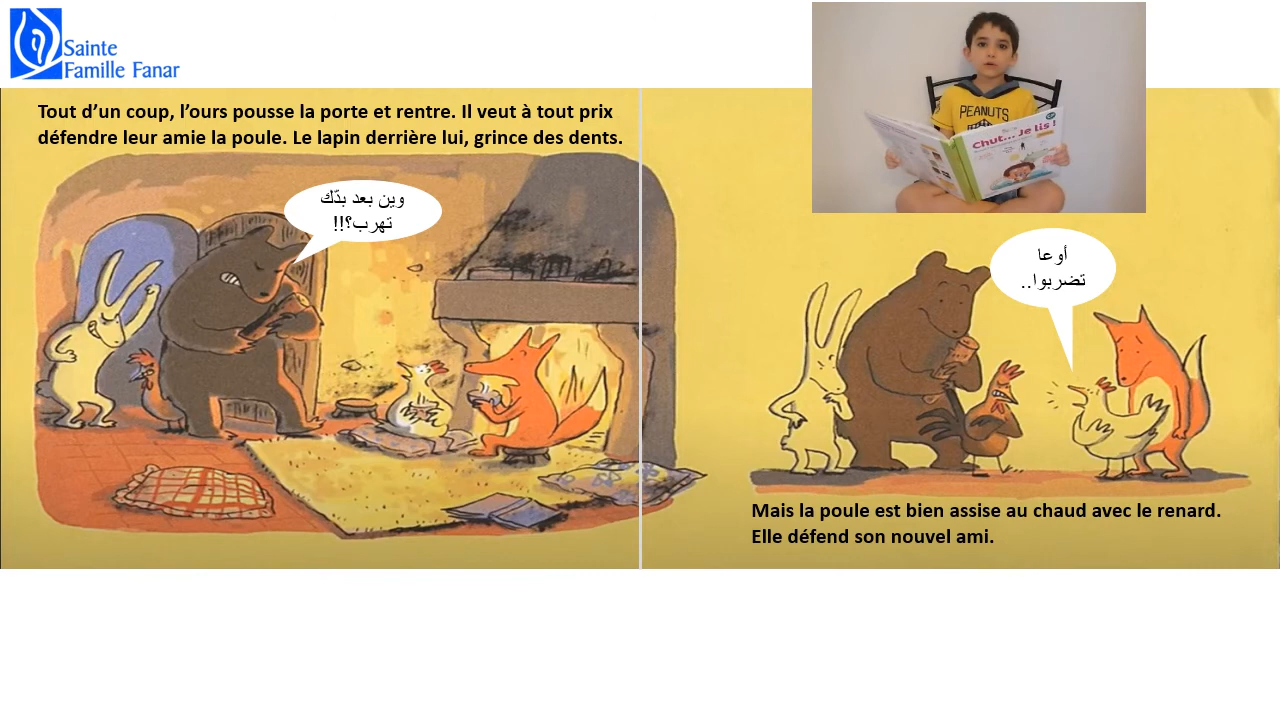 Sainte
Famille Fanar
Tout d’un coup, l’ours pousse la porte et rentre. Il veut à tout prix
défendre leur amie la poule. Le lapin derrière lui, grince des dents.
وين بعد بدّك
تهرب؟!!
PEANUTS
Chut... Je lis !
أوعا
تضربوا..
Mais la poule est bien assise au chaud avec le renard.
Elle défend son nouvel ami.